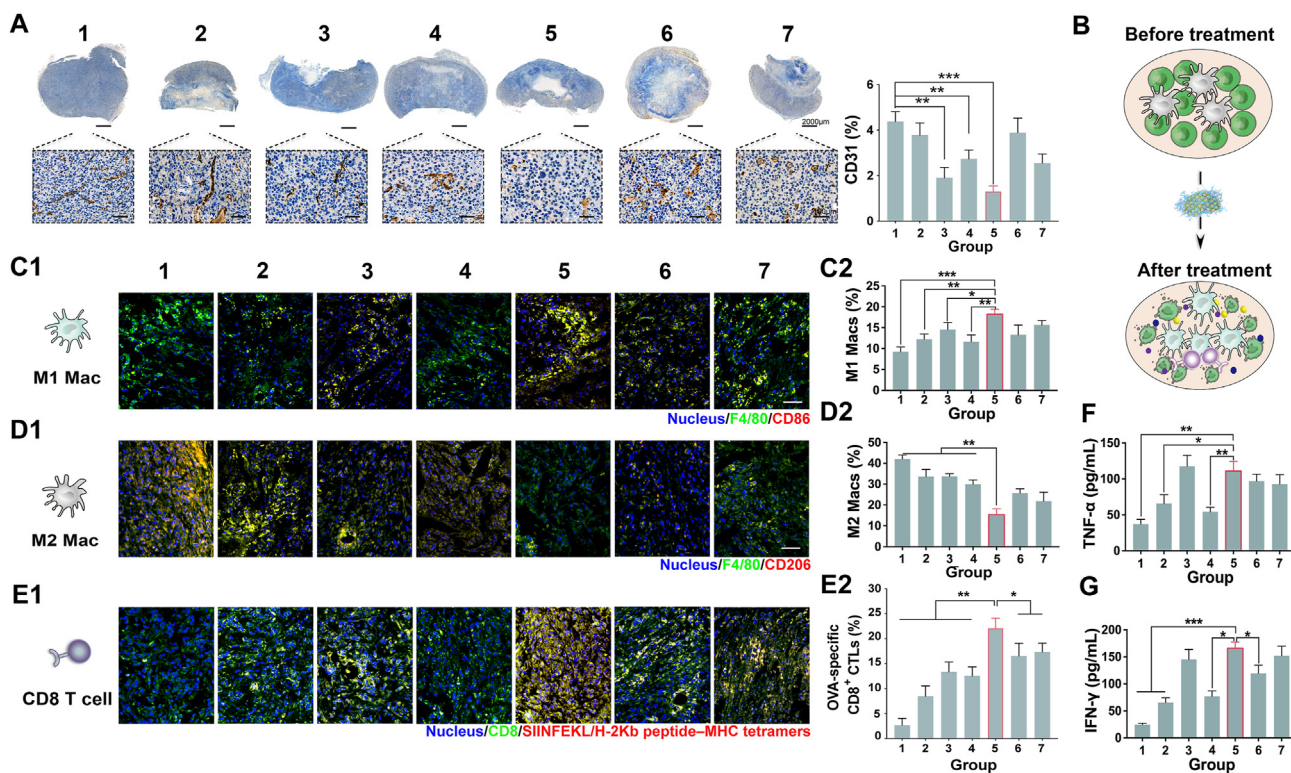 A
1 2 3 4 5 6 7
2000μm
CD31 (%)
6
4
2
0
***
**
**
1 2 3 4 5 6 7
Group
B
Before treatment
After treatment
C1
1 2 3 4 5 6 7
M1 Mac
Nucleus/F4/80/CD86
C2
M1 Macs (%)
25
20
15
10
5
0
***
**
*
**
1 2 3 4 5 6 7
Group
D1
M2 Mac
Nucleus/F4/80/CD206
D2
M2 Macs (%)
50
40
30
20
10
0
**
1 2 3 4 5 6 7
Group
E1
CD8 T cell
Nucleus/CD8/SIINFEKL/H-2Kb peptide–MHC tetramers
E2
OVA-specific
CD8+ CTLs (%)
30
25
20
15
10
5
0
**
*
1 2 3 4 5 6 7
Group
F
TNF-α (pg/mL)
150
100
50
0
**
*
**
1 2 3 4 5 6 7
Group
G
IFN-γ (pg/mL)
200
150
100
50
0
***
*
*
1 2 3 4 5 6 7
Group